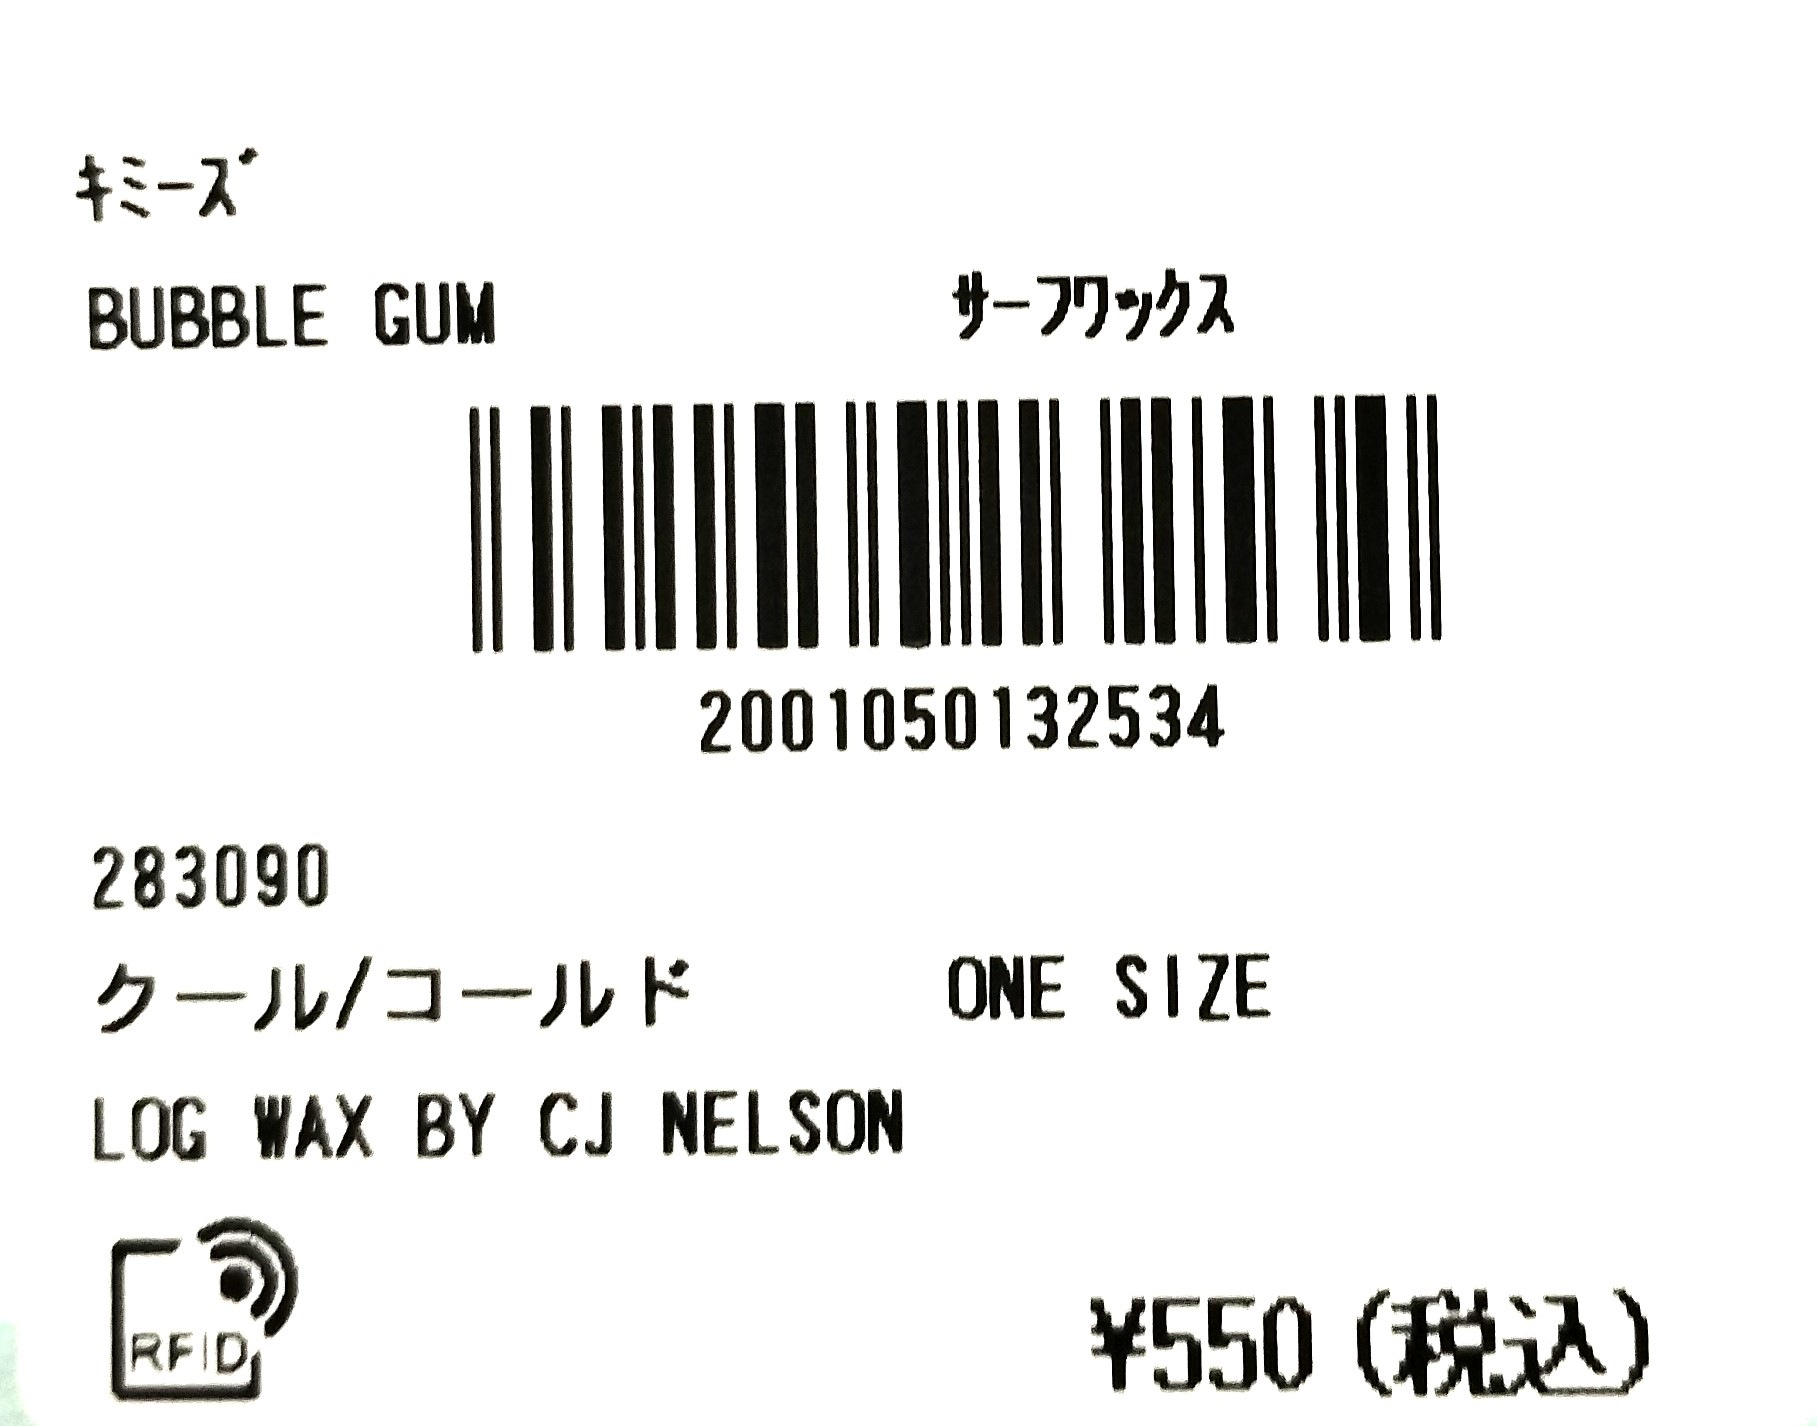 ｷﾐｰｽﾞ
BUBBLE GUM ｻｰﾌﾜｯｸｽ
2001050132534
283090
クール/コールド ONE SIZE
LOG WAX BY CJ NELSON
RFID
¥550 (税込)